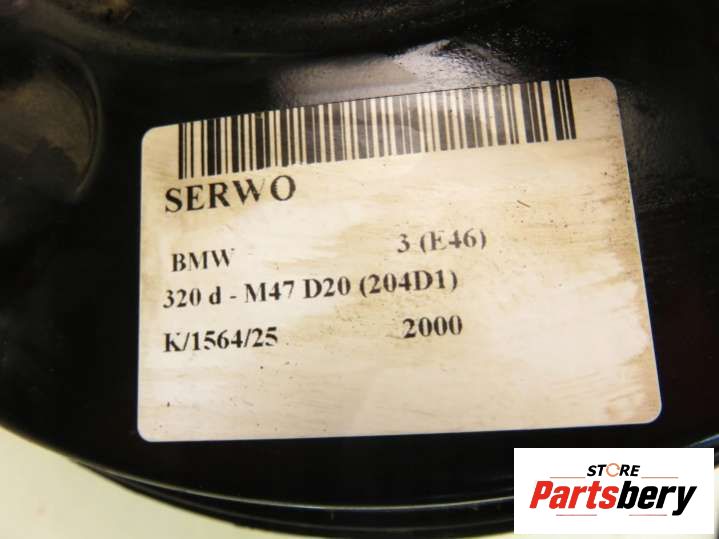 SERWO
BMW 3 (E46)
320 d - M47 D20 (204D1)
K/1564/25 2000
STORE
Partsbery